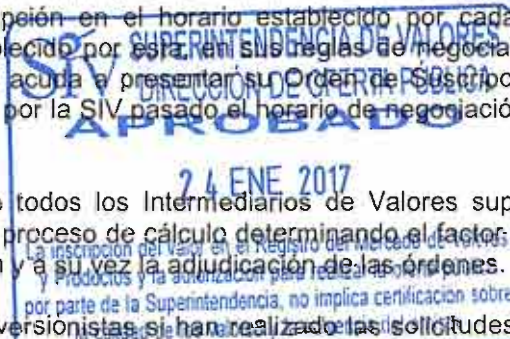 pción en el horario establecido por cada
blecido por esta en sus reglas de negocia
acuda a presentar su Orden de Suscripc
por la SIV pasado el horario de negociació
SIV SUPERINTENDENCIA DE VALORES
DIRECCIÓN DE OFERTA PÚBLICA
APROBADO
24 ENE 2017
todos los Intermediarios de Valores sup
proceso de cálculo determinando el factor
y a su vez la adjudicación de las órdenes.
La inscripción del valor en el Registro del Mercado de Valores
y Productos y la autorización para realizar la oferta pública
por parte de la Superintendencia, no implica certificación sobre
versionistas si han realizado las solicitudes